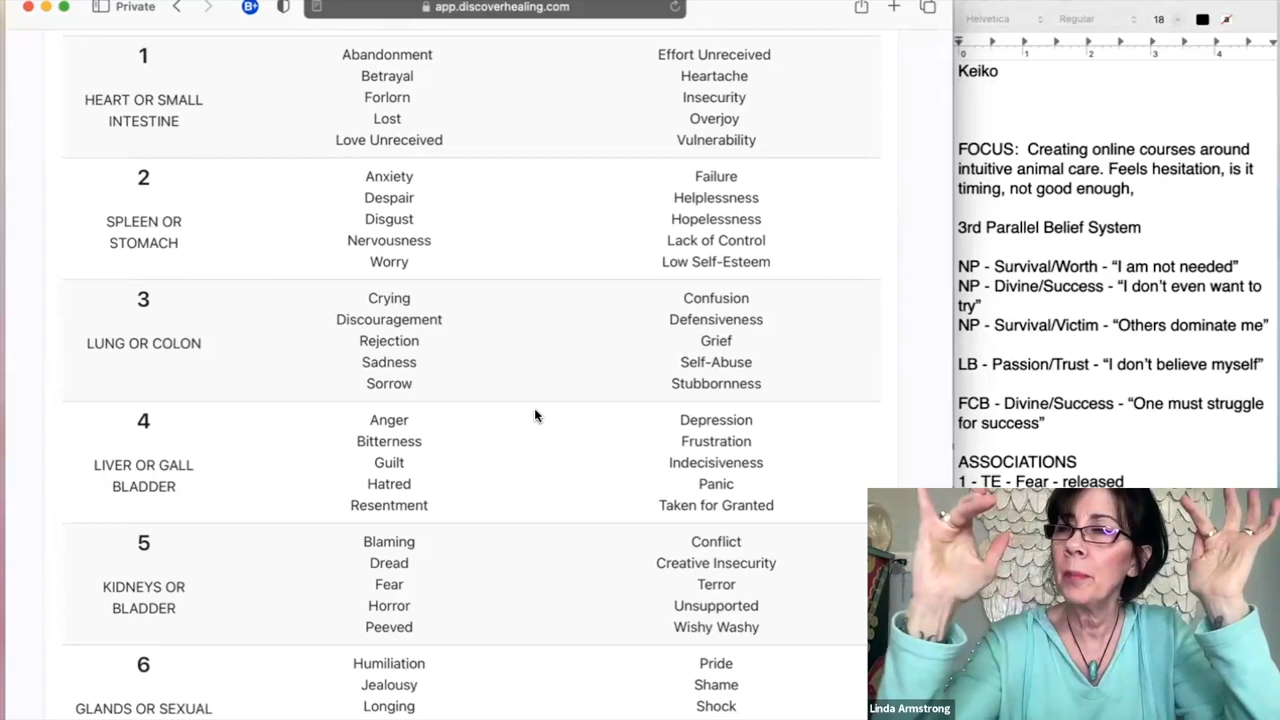 Private
B+
app.discoverhealing.com
1
HEART OR SMALL
INTESTINE
Abandonment
Betrayal
Forlorn
Lost
Love Unreceived
Effort Unreceived
Heartache
Insecurity
Overjoy
Vulnerability
2
SPLEEN OR
STOMACH
Anxiety
Despair
Disgust
Nervousness
Worry
Failure
Helplessness
Hopelessness
Lack of Control
Low Self-Esteem
3
LUNG OR COLON
Crying
Discouragement
Rejection
Sadness
Sorrow
Confusion
Defensiveness
Grief
Self-Abuse
Stubbornness
4
LIVER OR GALL
BLADDER
Anger
Bitterness
Guilt
Hatred
Resentment
Depression
Frustration
Indecisiveness
Panic
Taken for Granted
5
KIDNEYS OR
BLADDER
Blaming
Dread
Fear
Horror
Peeved
Conflict
Creative Insecurity
Terror
Unsupported
Wishy Washy
6
GLANDS OR SEXUAL
Humiliation
Jealousy
Longing
Pride
Shame
Shock
Helvetica
Regular
18
a
0 1 2 3 4
Keiko
FOCUS: Creating online courses around
intuitive animal care. Feels hesitation, is it
timing, not good enough,
3rd Parallel Belief System
NP - Survival/Worth - “I am not needed”
NP - Divine/Success - “I don’t even want to
try”
NP - Survival/Victim - “Others dominate me”
LB - Passion/Trust - “I don’t believe myself”
FCB - Divine/Success - “One must struggle
for success”
ASSOCIATIONS
1 - TE - Fear - released
Linda Armstrong